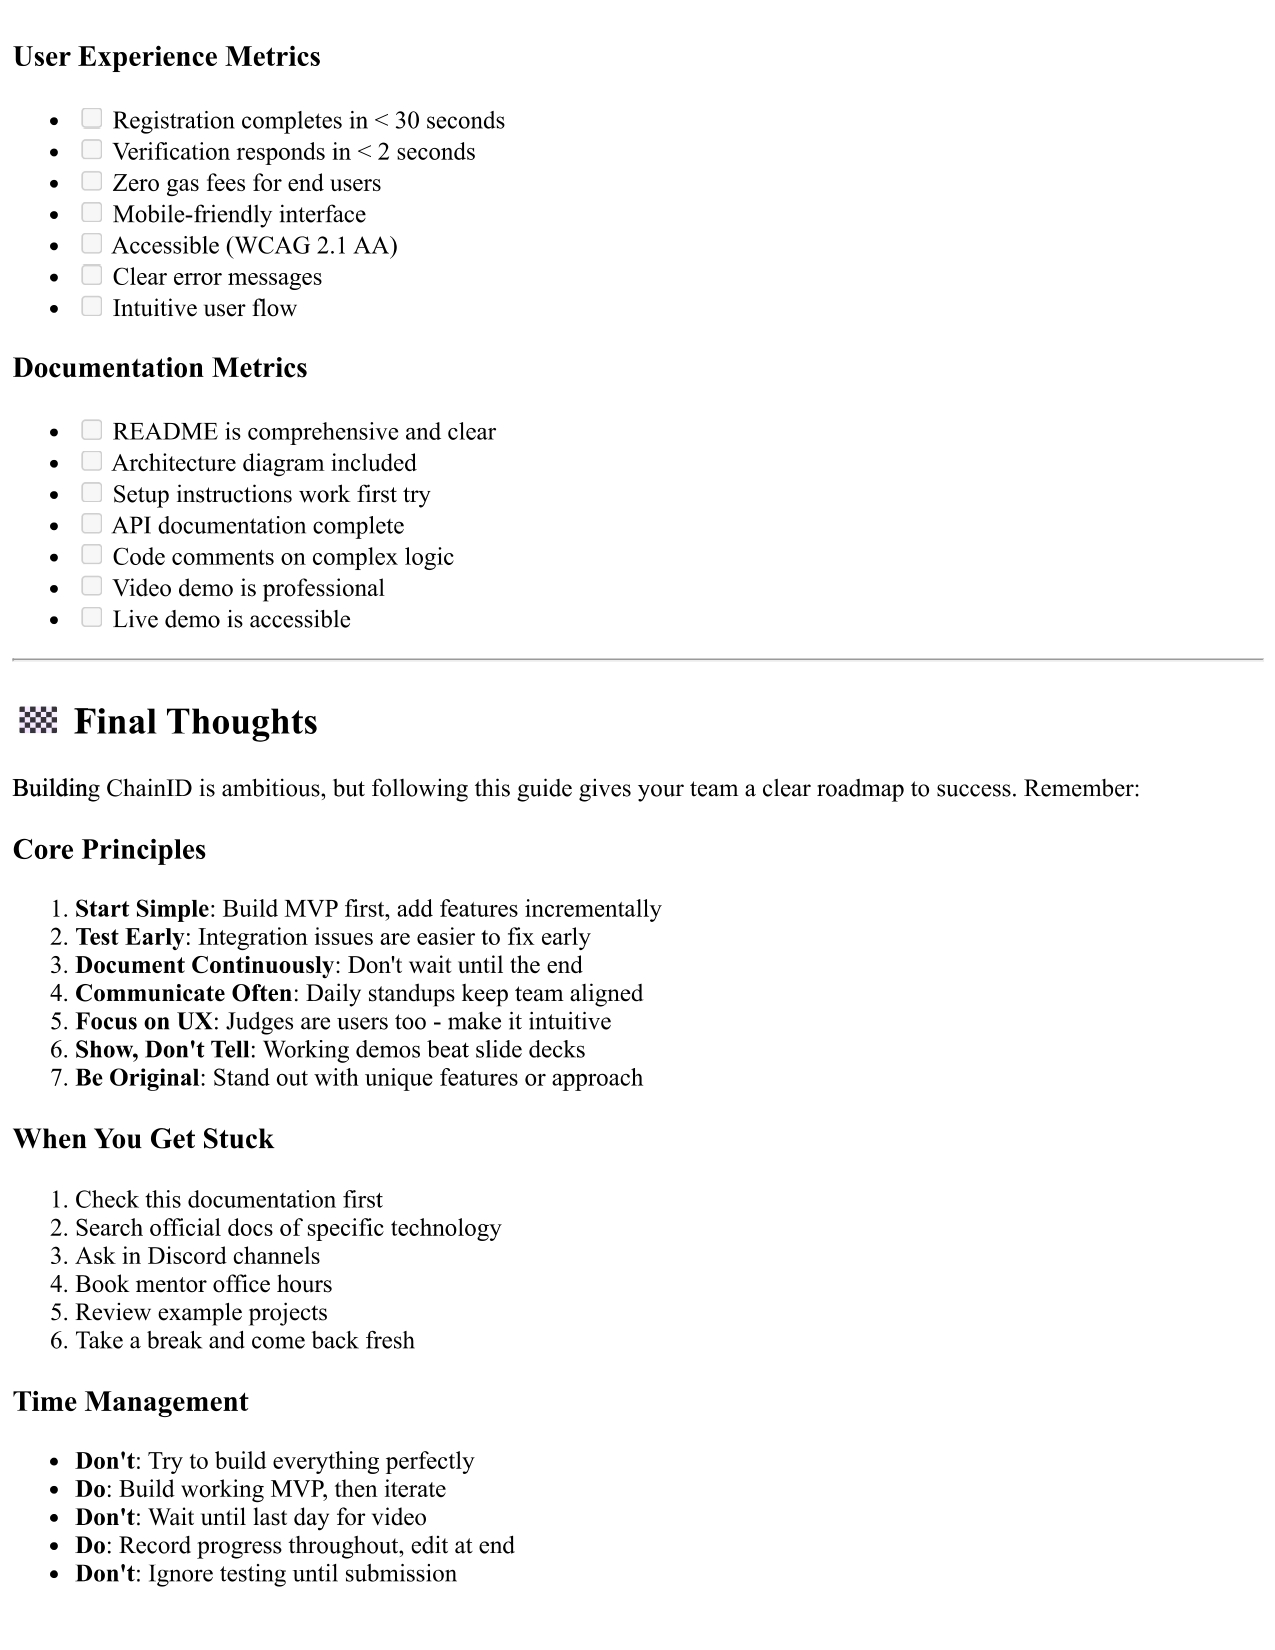 User Experience Metrics
Registration completes in < 30 seconds
Verification responds in < 2 seconds
Zero gas fees for end users
Mobile-friendly interface
Accessible (WCAG 2.1 AA)
Clear error messages
Intuitive user flow
Documentation Metrics
README is comprehensive and clear
Architecture diagram included
Setup instructions work first try
API documentation complete
Code comments on complex logic
Video demo is professional
Live demo is accessible
Final Thoughts
Building ChainID is ambitious, but following this guide gives your team a clear roadmap to success. Remember:
Core Principles
1. Start Simple: Build MVP first, add features incrementally
2. Test Early: Integration issues are easier to fix early
3. Document Continuously: Don't wait until the end
4. Communicate Often: Daily standups keep team aligned
5. Focus on UX: Judges are users too - make it intuitive
6. Show, Don't Tell: Working demos beat slide decks
7. Be Original: Stand out with unique features or approach
When You Get Stuck
1. Check this documentation first
2. Search official docs of specific technology
3. Ask in Discord channels
4. Book mentor office hours
5. Review example projects
6. Take a break and come back fresh
Time Management
Don't: Try to build everything perfectly
Do: Build working MVP, then iterate
Don't: Wait until last day for video
Do: Record progress throughout, edit at end
Don't: Ignore testing until submission